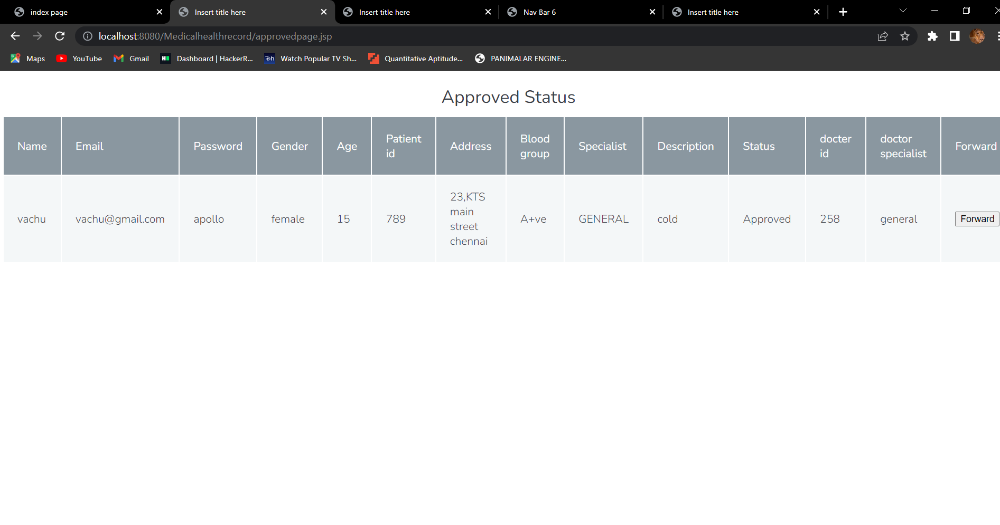 index page
Insert title here
Insert title here
Nav Bar 6
Insert title here
localhost:8080/Medicalhealthrecord/approvedpage.jsp
Maps
YouTube
Gmail
Dashboard | HackerR...
Watch Popular TV Sh...
Quantitative Aptitude...
PANIMALAR ENGINE...
Approved Status
Name
Email
Password
Gender
Age
Patient
id
Address
Blood
group
Specialist
Description
Status
docter
id
doctor
specialist
Forward
vachu
vachu@gmail.com
apollo
female
15
789
23,KTS
main
street
chennai
A+ve
GENERAL
cold
Approved
258
general
Forward